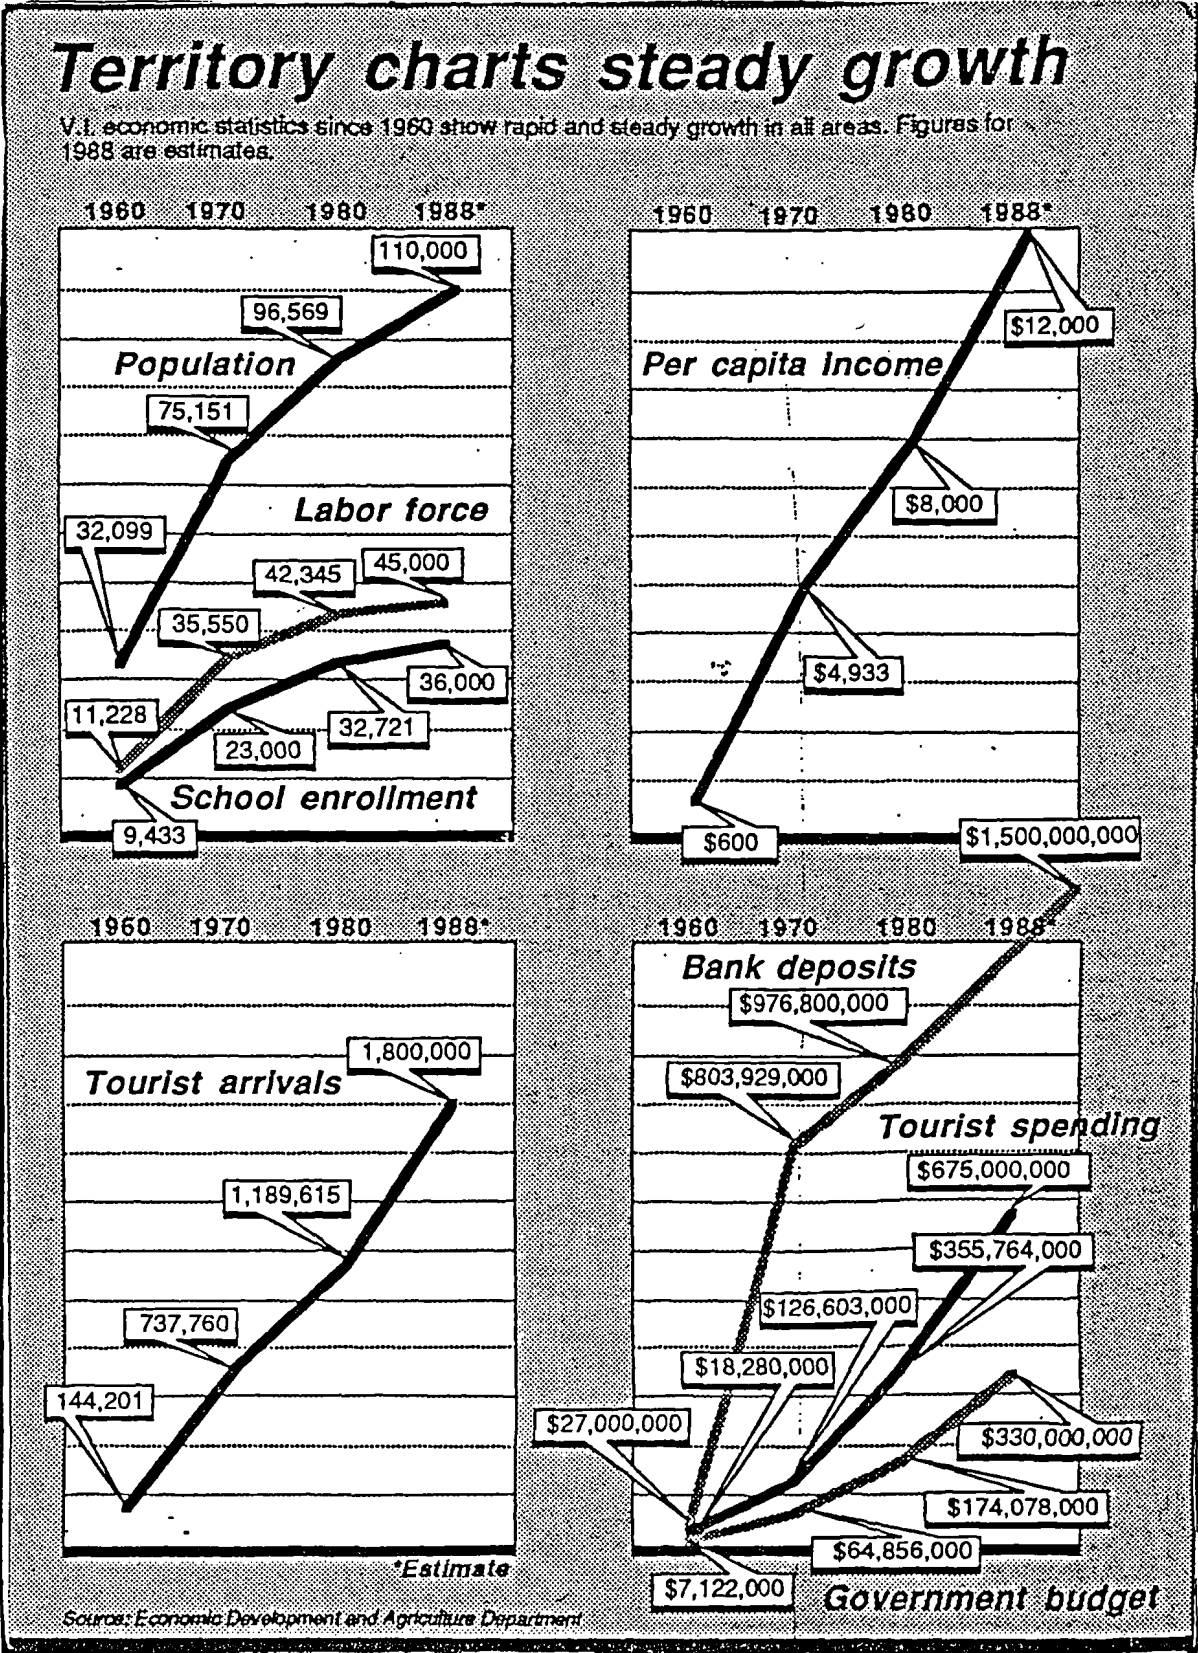 Territory charts steady growth
V.I. economic statistics since 1960 show rapid and steady growth in all areas. Figures for
1988 are estimates.
1960 1970 1980 1988*
110,000
96,569
Population
75,151
32,099
Labor force
45,000
42,345
35,550
36,000
11,228
32,721
23,000
School enrollment
9,433
1960 1970 1980 1988*
$12,000
Per capita income
$8,000
$4,933
$600
1960 1970 1980 1988*
1,800,000
Tourist arrivals
1,189,615
737,760
144,201
*Estimate
$1,500,000,000
1960 1970 1980 1988*
Bank deposits
$976,800,000
$803,929,000
Tourist spending
$675,000,000
$355,764,000
$126,603,000
$18,280,000
$27,000,000
$330,000,000
$174,078,000
$64,856,000
$7,122,000
Government budget
Source: Economic Development and Agriculture Department